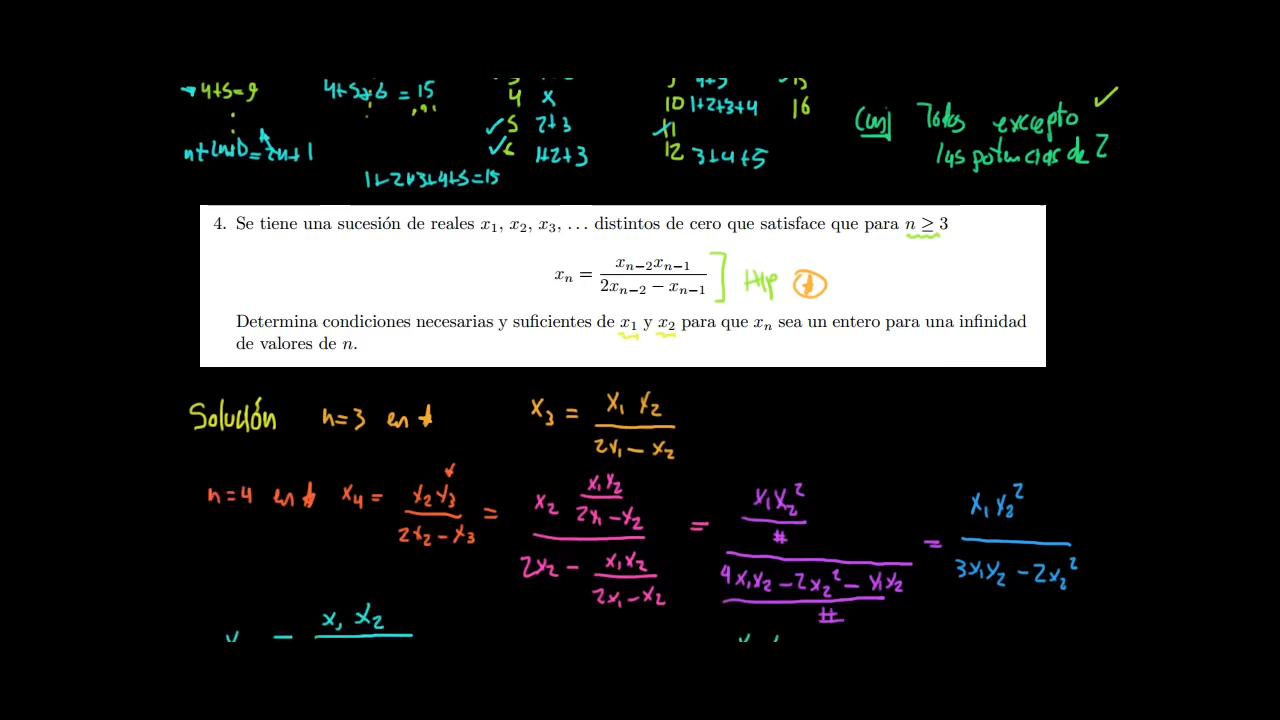 4+5=9
4+5+6 = 15
4 x
10 1+2+3+4
16
5 2+3
11
6 1+2+3
12 3+4+5
= 2n+1
1+2+3+4+5=15
Todos excepto
las potencias de 2
4. Se tiene una sucesión de reales x₁, x₂, x₃, ... distintos de cero que satisface que para n ≥ 3
xₙ = xₙ₋₂xₙ₋₁ / (2xₙ₋₂ − xₙ₋₁) ] Hip
Determina condiciones necesarias y suficientes de x₁ y x₂ para que xₙ sea un entero para una infinidad
de valores de n.
Solución n=3 en ★ x₃ = x₁ x₂ / (2x₁ − x₂)
n=4 en ★ x₄ = x₂x₃ / (2x₂ − x₃) = (x₂ x₁x₂/(2x₁ − x₂)) / (2x₂ − x₁x₂/(2x₁ − x₂)) = (x₁x₂²/#) / ((4x₁x₂ − 2x₂² − x₁x₂)/#) = x₁x₂² / (3x₁x₂ − 2x₂²)
x₁ x₂